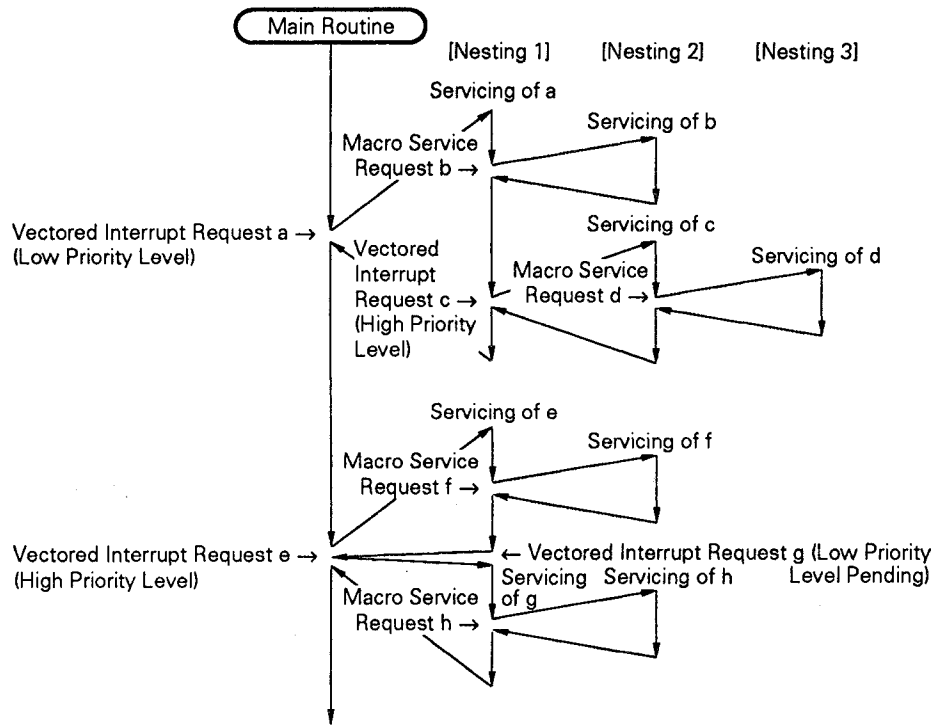 Main Routine
[Nesting 1] [Nesting 2] [Nesting 3]
Servicing of a
Servicing of b
Macro Service
Request b →
Vectored Interrupt Request a →
(Low Priority Level)
Servicing of c
Vectored
Interrupt
Request c →
(High Priority
Level)
Macro Service
Request d →
Servicing of d
Servicing of e
Servicing of f
Macro Service
Request f →
Vectored Interrupt Request e →
(High Priority Level)
← Vectored Interrupt Request g (Low Priority
Level Pending)
Servicing
of g
Servicing of h
Macro Service
Request h →